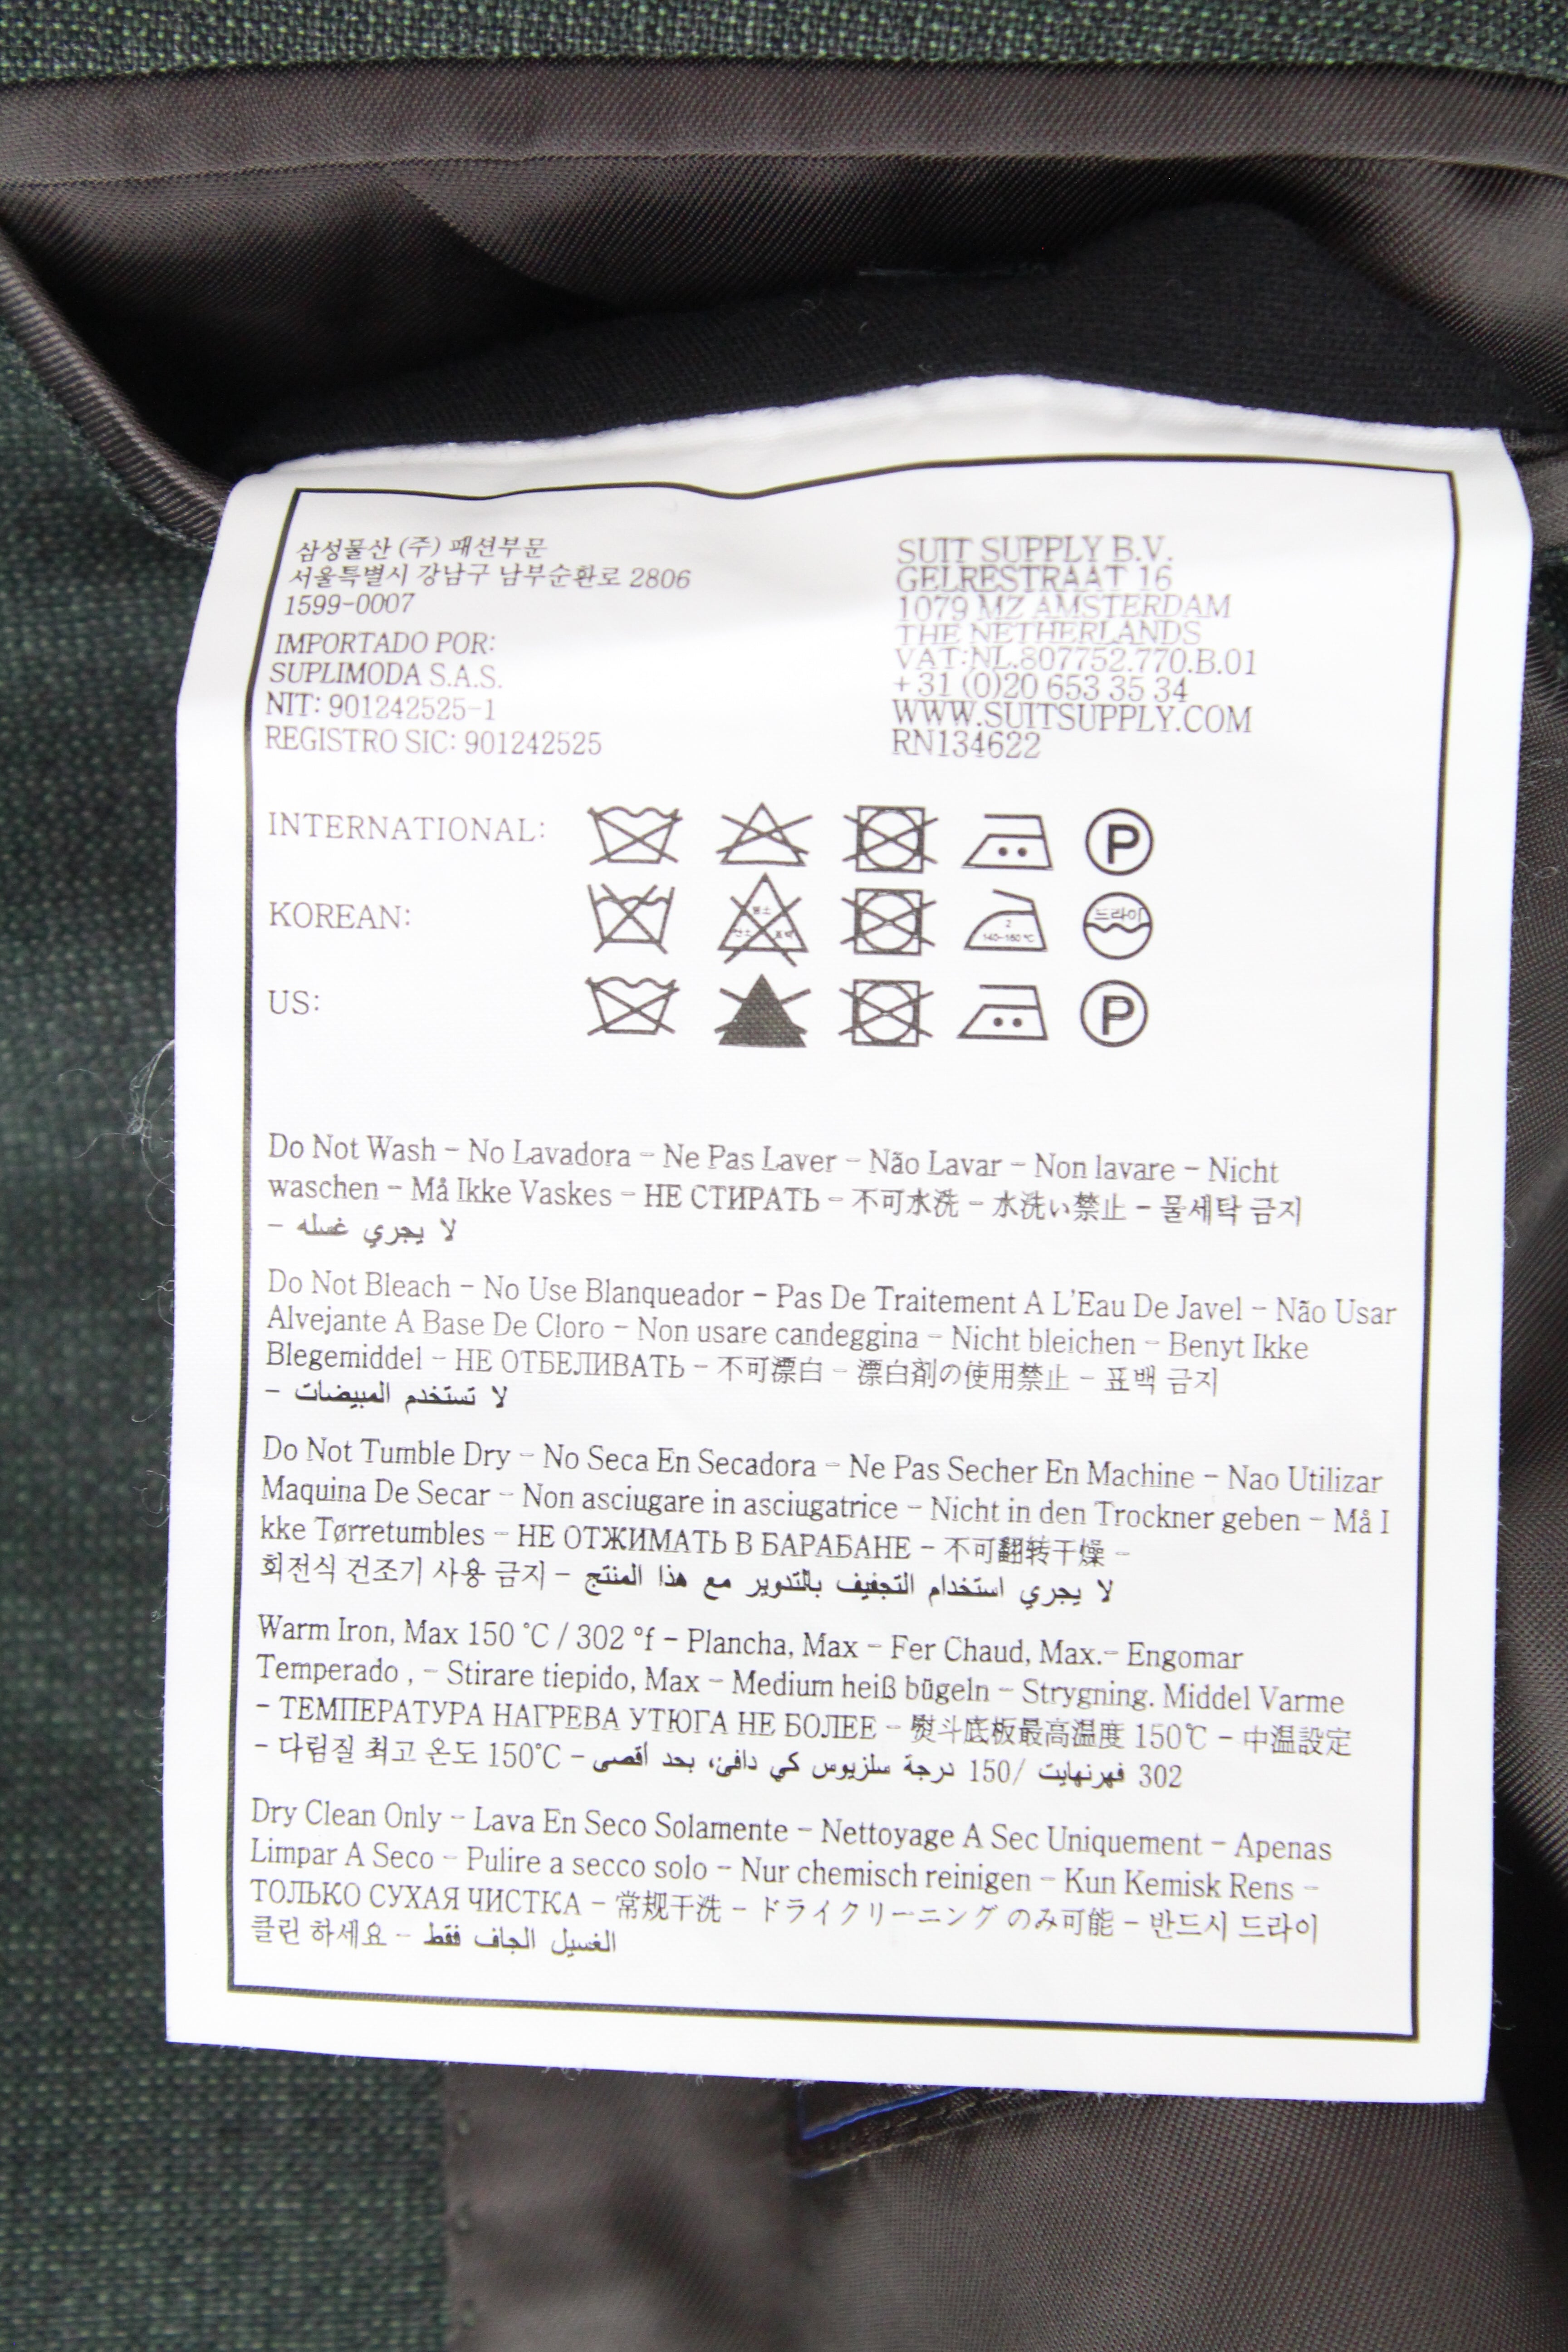 삼성물산 (주) 패션부문
서울특별시 강남구 남부순환로 2806
1599-0007
IMPORTADO POR:
SUPLIMODA S.A.S.
NIT: 901242525-1
REGISTRO SIC: 901242525
SUIT SUPPLY B.V.
GELRESTRAAT 16
1079 MZ AMSTERDAM
THE NETHERLANDS
VAT:NL.807752.770.B.01
+31 (0)20 653 35 34
WWW.SUITSUPPLY.COM
RN134622
INTERNATIONAL:
P
KOREAN:
염소
산소 표백
2
140~160 ℃
드라이
US:
P
Do Not Wash - No Lavadora - Ne Pas Laver - Não Lavar - Non lavare - Nicht
waschen - Må Ikke Vaskes - НЕ СТИРАТЬ - 不可水洗 - 水洗い禁止 - 물세탁 금지
- لا يجري غسله
Do Not Bleach - No Use Blanqueador - Pas De Traitement A L'Eau De Javel - Não Usar
Alvejante A Base De Cloro - Non usare candeggina - Nicht bleichen - Benyt Ikke
Blegemiddel - НЕ ОТБЕЛИВАТЬ - 不可漂白 - 漂白剤の使用禁止 - 표백 금지
- لا تستخدم المبيضات
Do Not Tumble Dry - No Seca En Secadora - Ne Pas Secher En Machine - Nao Utilizar
Maquina De Secar - Non asciugare in asciugatrice - Nicht in den Trockner geben - Må I
kke Tørretumbles - НЕ ОТЖИМАТЬ В БАРАБАНЕ - 不可翻转干燥 -
회전식 건조기 사용 금지 - لا يجري استخدام التجفيف بالتدوير مع هذا المنتج
Warm Iron, Max 150 °C / 302 °f - Plancha, Max - Fer Chaud, Max.- Engomar
Temperado , - Stirare tiepido, Max - Medium heiß bügeln - Strygning. Middel Varme
- ТЕМПЕРАТУРА НАГРЕВА УТЮГА НЕ БОЛЕЕ - 熨斗底板最高温度 150℃ - 中温設定
- 다림질 최고 온도 150℃ - 302 فهرنهايت /150 درجة سلزيوس كي دافئ، بحد أقصى
Dry Clean Only - Lava En Seco Solamente - Nettoyage A Sec Uniquement - Apenas
Limpar A Seco - Pulire a secco solo - Nur chemisch reinigen - Kun Kemisk Rens -
ТОЛЬКО СУХАЯ ЧИСТКА - 常规干洗 - ドライクリーニング のみ可能 - 반드시 드라이
클린 하세요 - الغسيل الجاف فقط